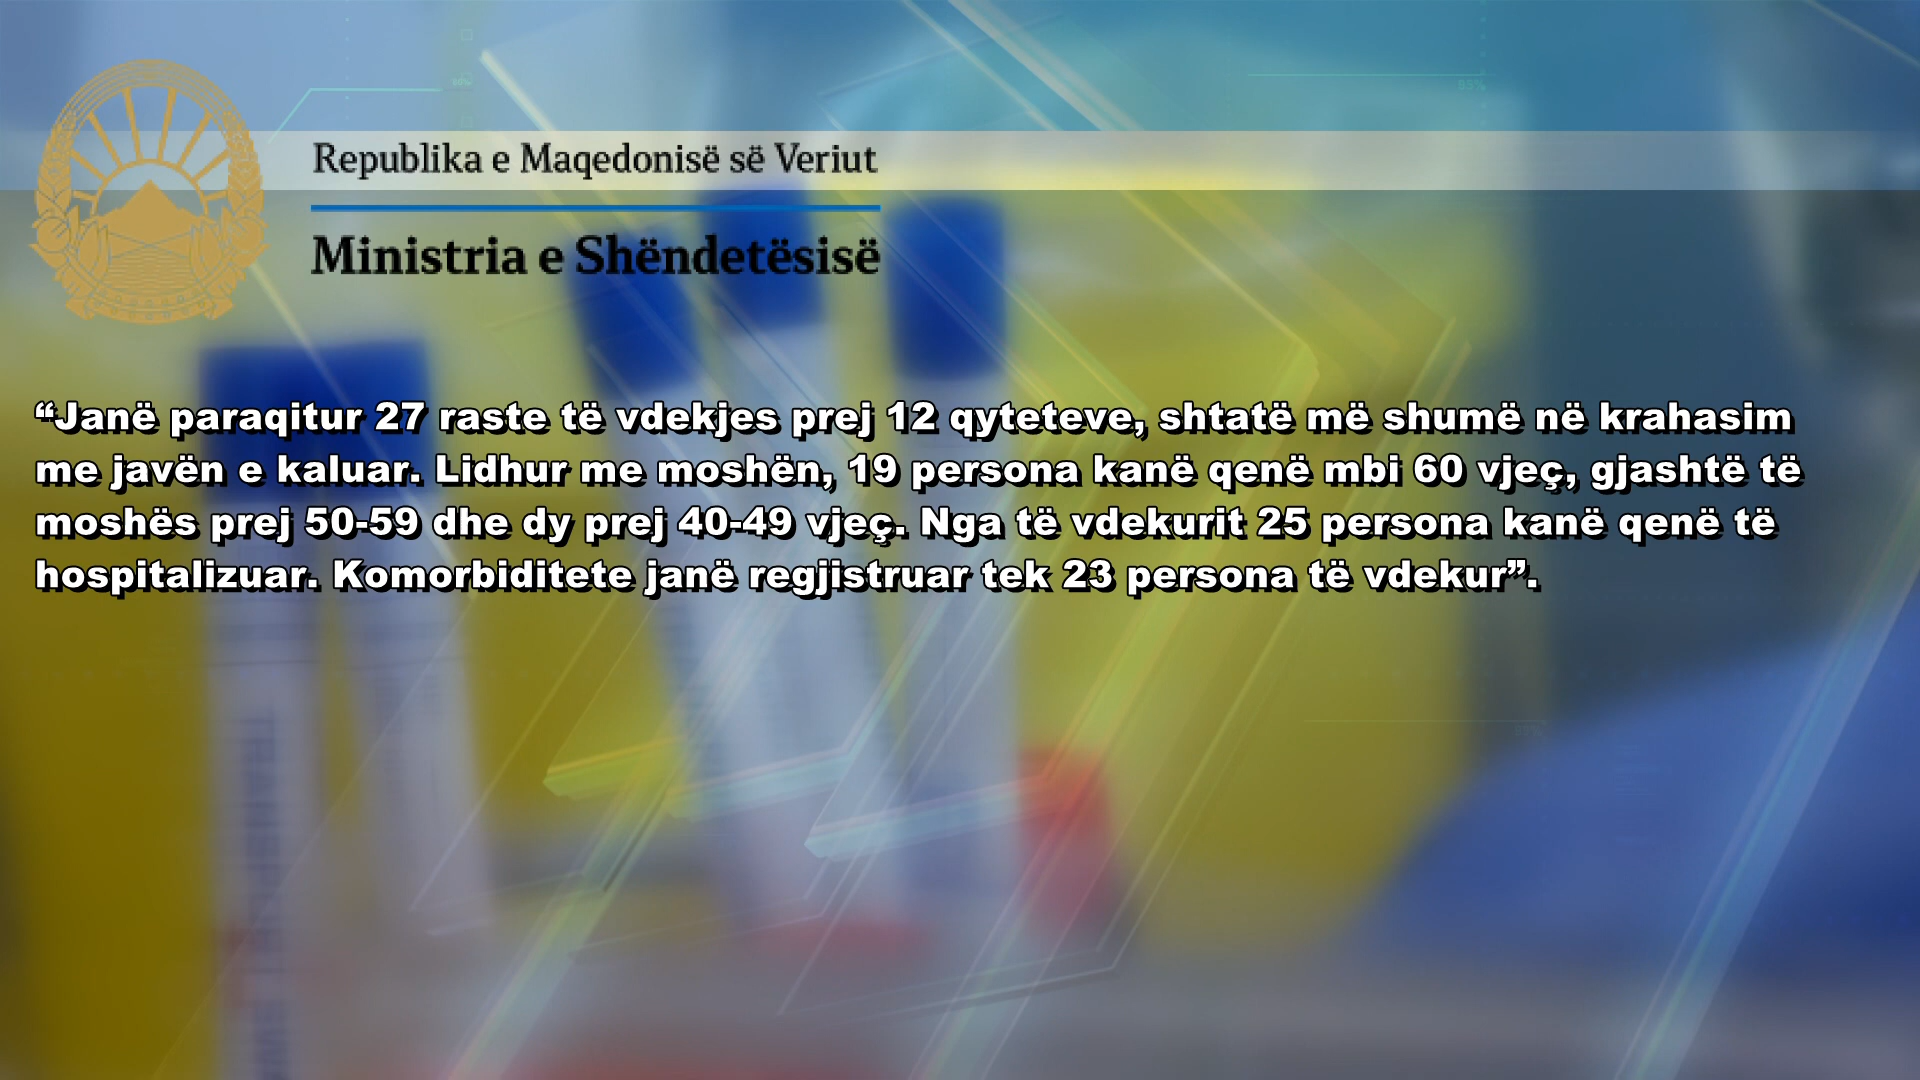 Republika e Maqedonisë së Veriut
Ministria e Shëndetësisë
“Janë paraqitur 27 raste të vdekjes prej 12 qyteteve, shtatë më shumë në krahasim
me javën e kaluar. Lidhur me moshën, 19 persona kanë qenë mbi 60 vjeç, gjashtë të
moshës prej 50-59 dhe dy prej 40-49 vjeç. Nga të vdekurit 25 persona kanë qenë të
hospitalizuar. Komorbiditete janë regjistruar tek 23 persona të vdekur”.